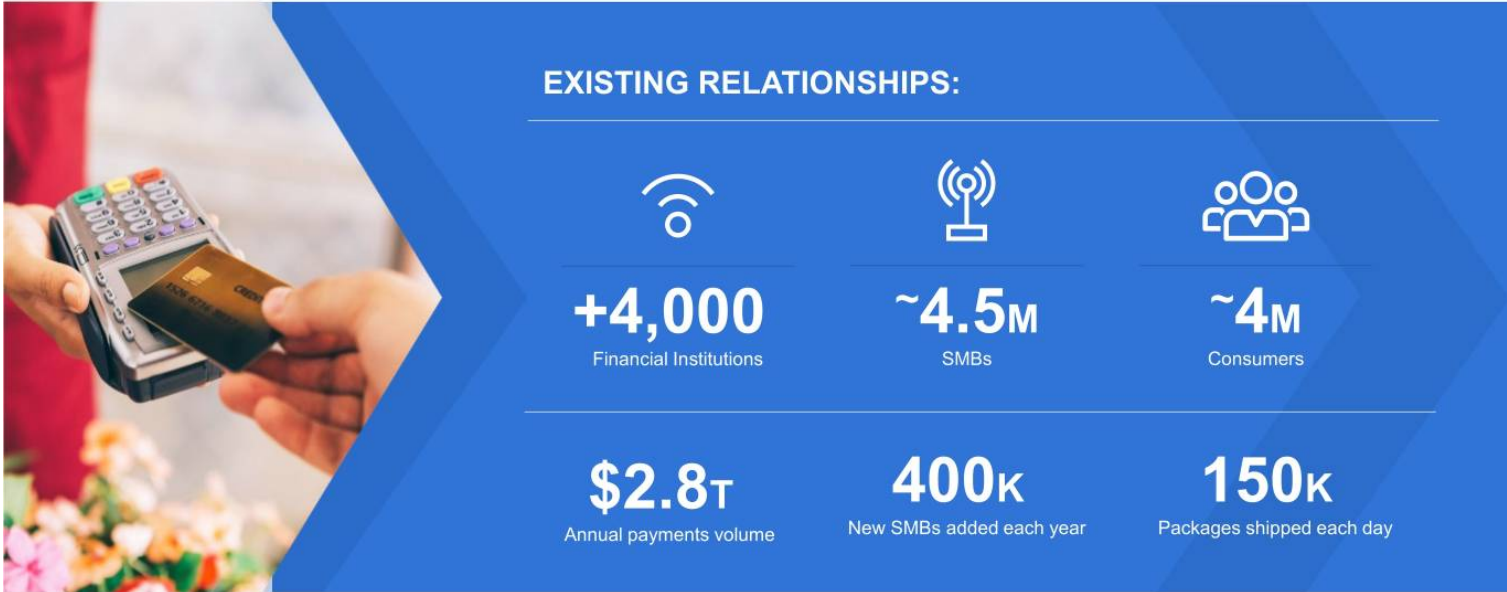 EXISTING RELATIONSHIPS:
+4,000
~4.5M
~4M
Financial Institutions
SMBs
Consumers
$2.8T
400K
150K
Annual payments volume
New SMBs added each year
Packages shipped each day